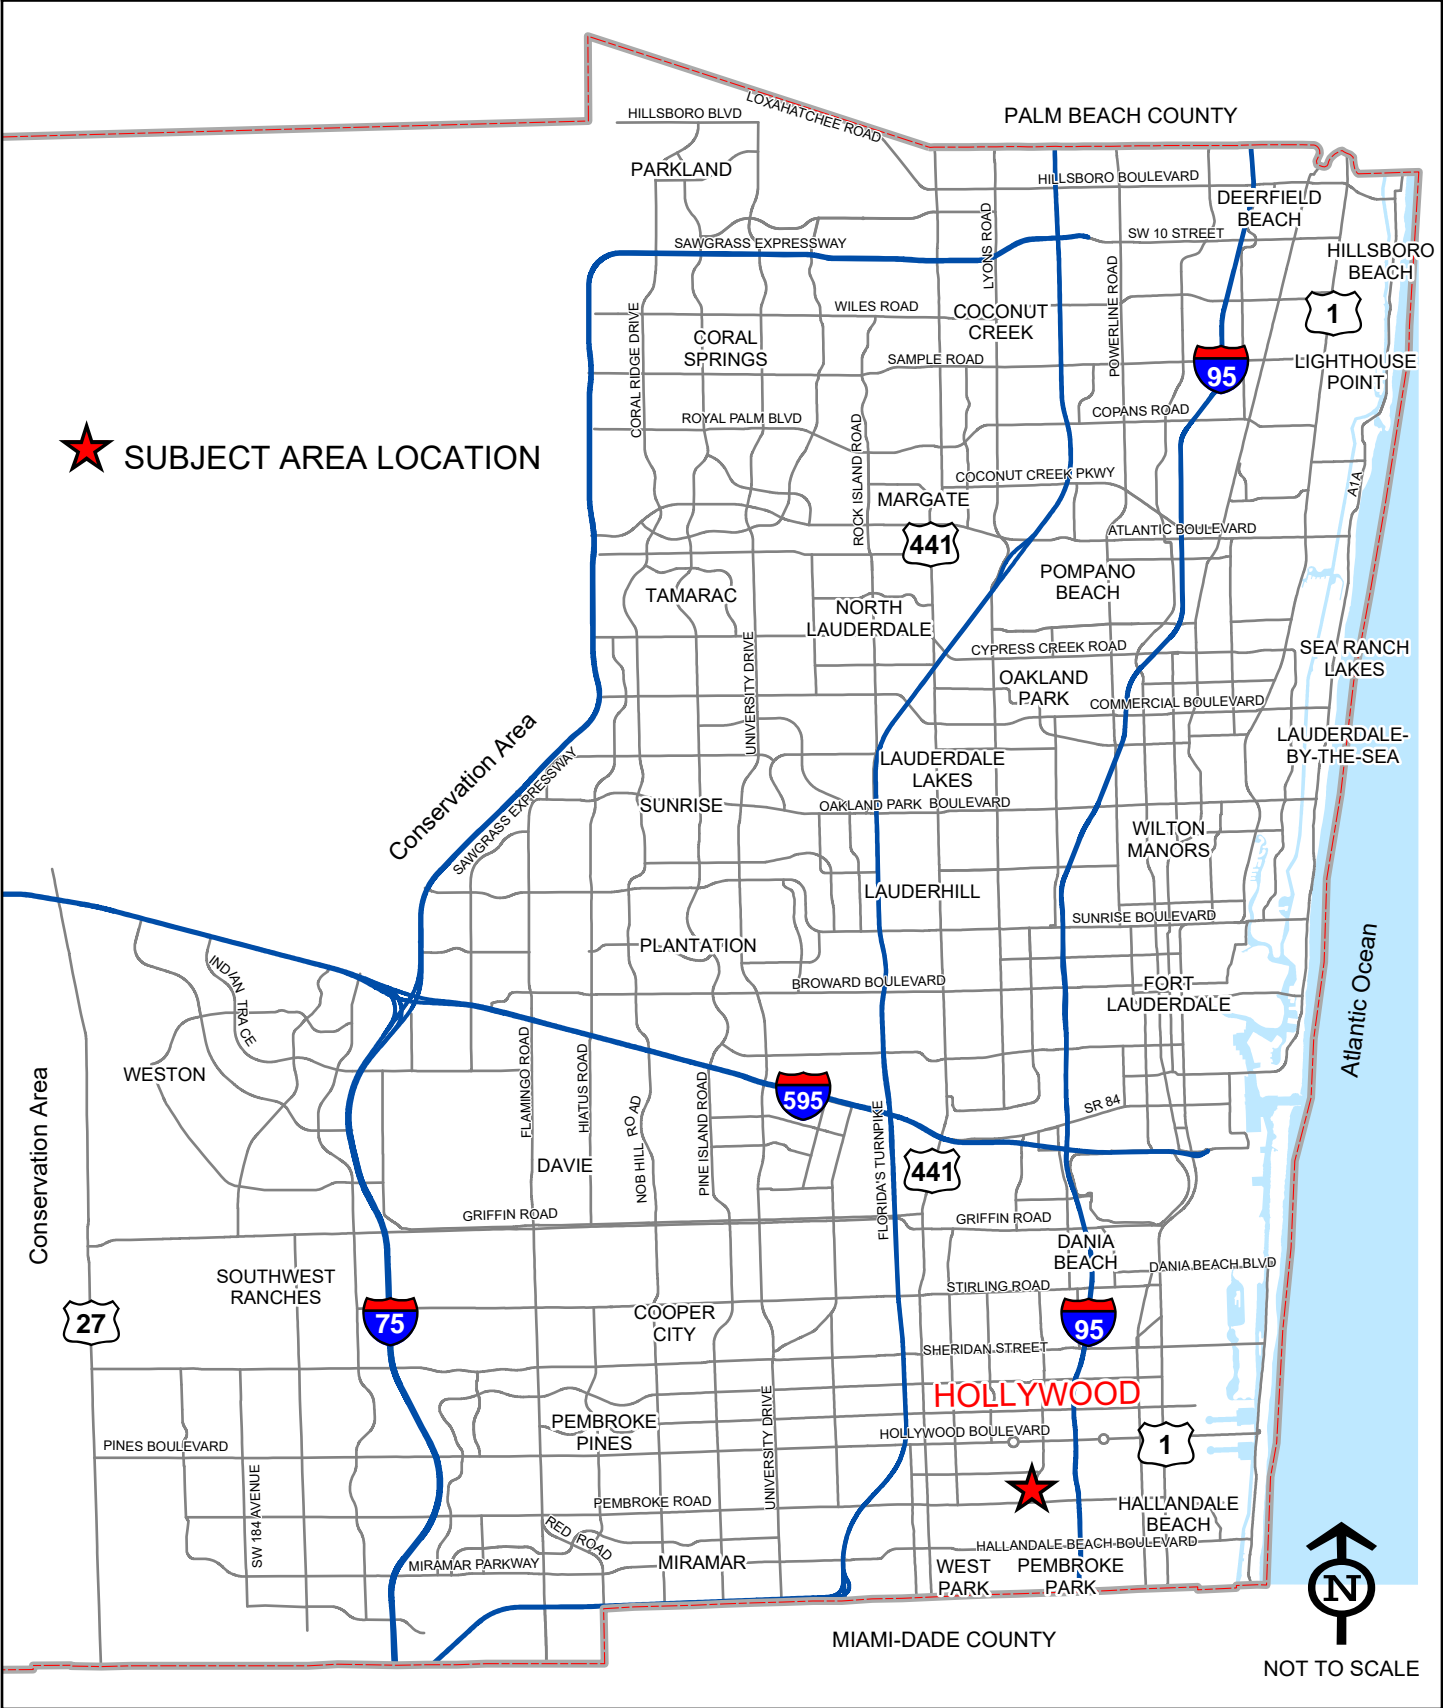 HILLSBORO BLVD
LOXAHATCHEE ROAD
PALM BEACH COUNTY
PARKLAND
HILLSBORO BOULEVARD
DEERFIELD
BEACH
LYONS ROAD
SW 10 STREET
SAWGRASS EXPRESSWAY
HILLSBORO
BEACH
POWERLINE ROAD
WILES ROAD
COCONUT
CREEK
1
CORAL RIDGE DRIVE
CORAL
SPRINGS
SAMPLE ROAD
95
LIGHTHOUSE
POINT
ROYAL PALM BLVD
COPANS ROAD
SUBJECT AREA LOCATION
ROCK ISLAND ROAD
COCONUT CREEK PKWY
A1A
MARGATE
441
ATLANTIC BOULEVARD
POMPANO
BEACH
TAMARAC
NORTH
LAUDERDALE
UNIVERSITY DRIVE
CYPRESS CREEK ROAD
SEA RANCH
LAKES
OAKLAND
PARK
COMMERCIAL BOULEVARD
LAUDERDALE-
BY-THE-SEA
Conservation Area
SAWGRASS EXPRESSWAY
LAUDERDALE
LAKES
SUNRISE
OAKLAND PARK BOULEVARD
WILTON
MANORS
LAUDERHILL
SUNRISE BOULEVARD
PLANTATION
BROWARD BOULEVARD
INDIAN TRACE
FORT
LAUDERDALE
Atlantic Ocean
WESTON
Conservation Area
FLAMINGO ROAD
HIATUS ROAD
NOB HILL ROAD
PINE ISLAND ROAD
595
FLORIDA'S TURNPIKE
SR 84
DAVIE
441
GRIFFIN ROAD
GRIFFIN ROAD
DANIA
BEACH
DANIA BEACH BLVD
SOUTHWEST
RANCHES
STIRLING ROAD
27
75
COOPER
CITY
95
SHERIDAN STREET
HOLLYWOOD
UNIVERSITY DRIVE
PEMBROKE
PINES
HOLLYWOOD BOULEVARD
1
PINES BOULEVARD
SW 184 AVENUE
PEMBROKE ROAD
HALLANDALE
BEACH
RED ROAD
HALLANDALE BEACH BOULEVARD
MIRAMAR PARKWAY
MIRAMAR
WEST
PARK
PEMBROKE
PARK
N
MIAMI-DADE COUNTY
NOT TO SCALE